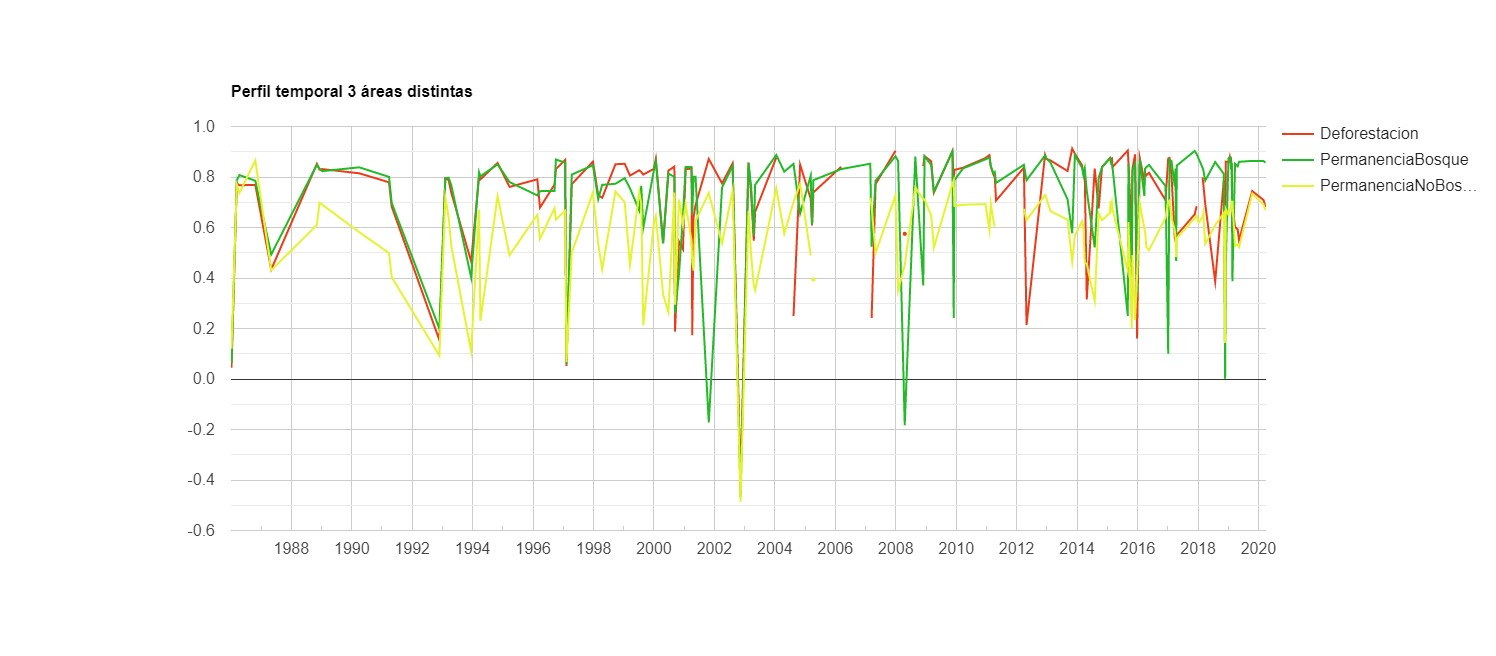 Perfil temporal 3 áreas distintas
1.0
0.8
0.6
0.4
0.2
0.0
-0.2
-0.4
-0.6
1988 1990 1992 1994 1996 1998 2000 2002 2004 2006 2008 2010 2012 2014 2016 2018 2020
Deforestacion
PermanenciaBosque
PermanenciaNoBos...